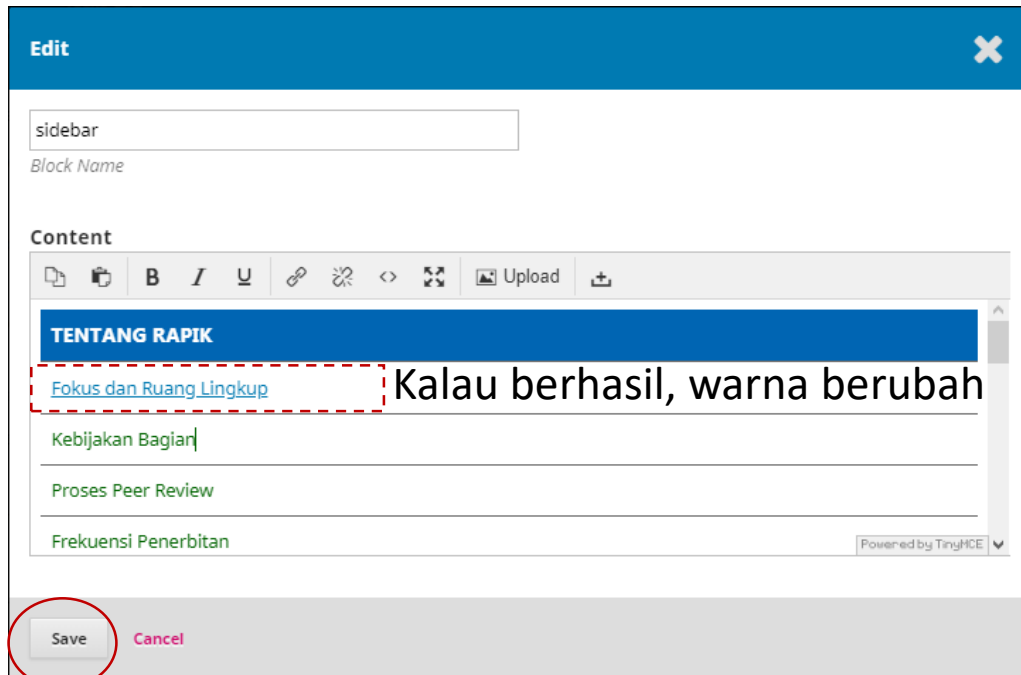 Edit
sidebar
Block Name
Content
B I U Upload
TENTANG RAPIK
Fokus dan Ruang Lingkup
Kalau berhasil, warna berubah
Kebijakan Bagian
Proses Peer Review
Frekuensi Penerbitan
Powered by TinyMCE
Save Cancel